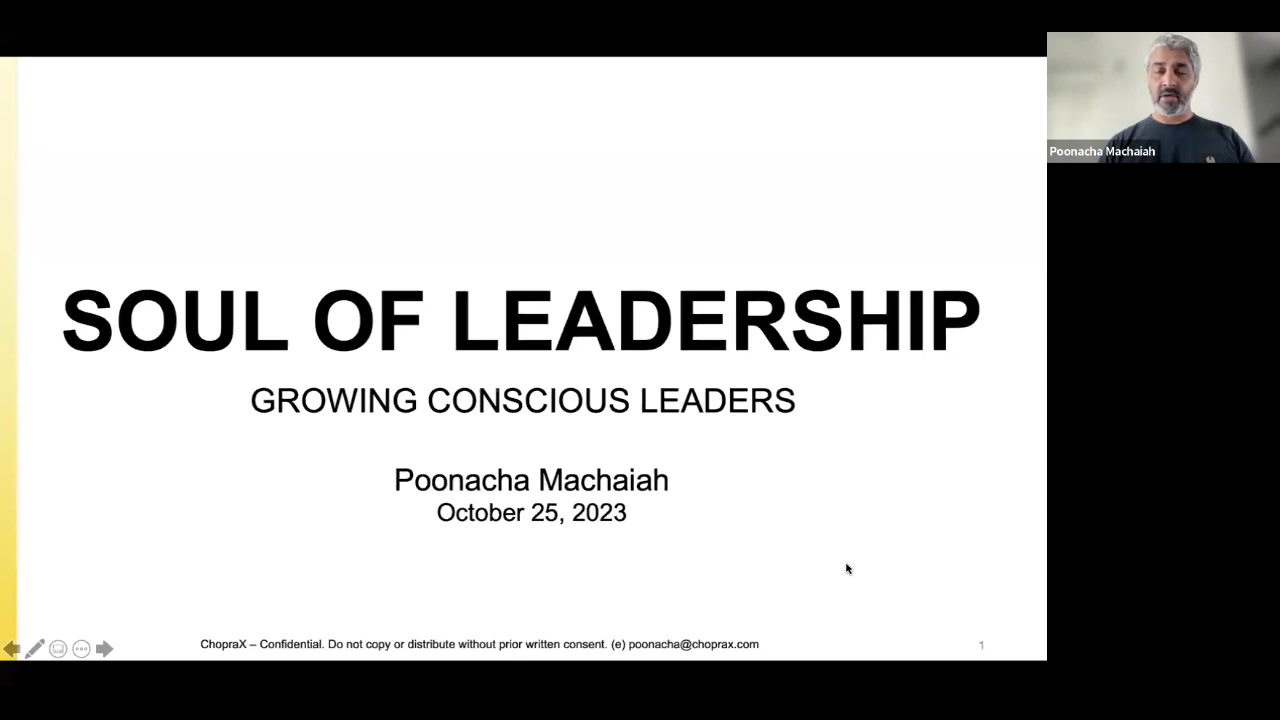 SOUL OF LEADERSHIP
GROWING CONSCIOUS LEADERS
Poonacha Machaiah
October 25, 2023
ChopraX – Confidential. Do not copy or distribute without prior written consent. (e) poonacha@choprax.com
1
Poonacha Machaiah